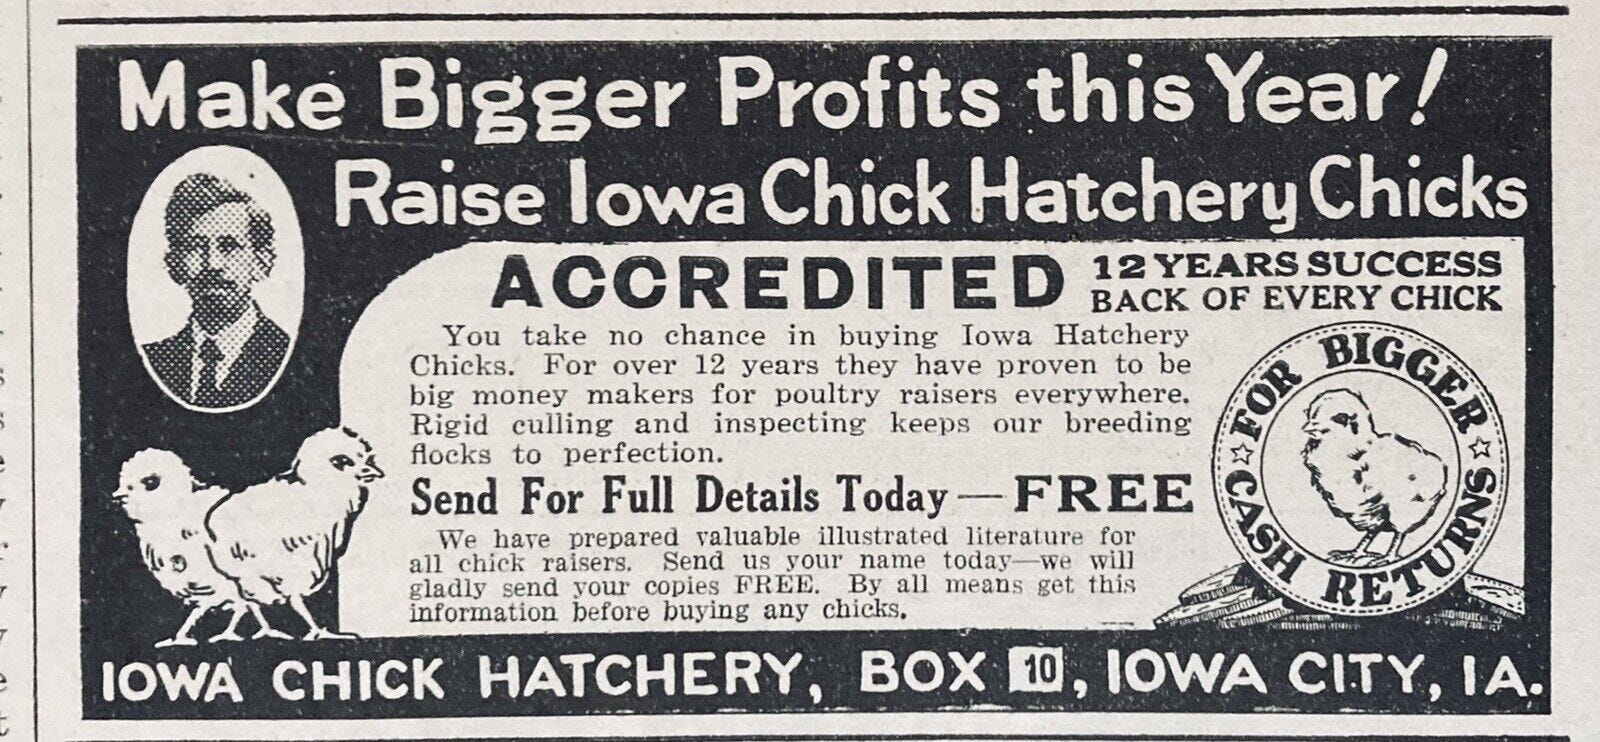 Make Bigger Profits this Year!
Raise Iowa Chick Hatchery Chicks
ACCREDITED
12 YEARS SUCCESS
BACK OF EVERY CHICK
You take no chance in buying Iowa Hatchery
Chicks. For over 12 years they have proven to be
big money makers for poultry raisers everywhere.
Rigid culling and inspecting keeps our breeding
flocks to perfection.
Send For Full Details Today — FREE
We have prepared valuable illustrated literature for
all chick raisers. Send us your name today—we will
gladly send your copies FREE. By all means get this
information before buying any chicks.
FOR BIGGER
CASH RETURNS
IOWA CHICK HATCHERY, BOX 10, IOWA CITY, IA.